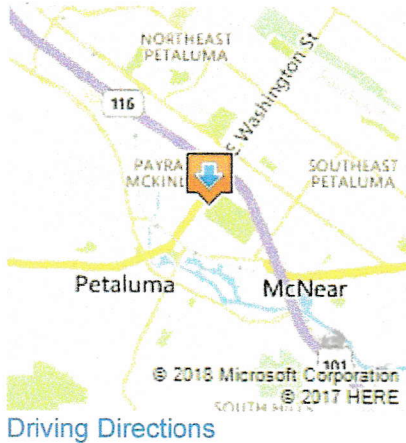 NORTHEAST
PETALUMA
116
E Washington St
PAYRA
MCKINL
SOUTHEAST
PETALUMA
Petaluma
McNear
101
© 2018 Microsoft Corporation
© 2017 HERE
SOUTH HILLS
Driving Directions